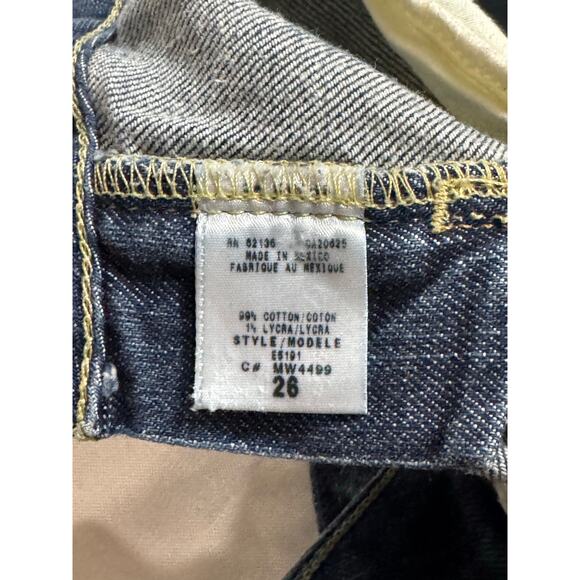 RN 62136 CA20625
MADE IN MEXICO
FABRIQUE AU MEXIQUE
99% COTTON/COTON
1% LYCRA/LYCRA
STYLE/MODELE
E5191
C# MW4499
26